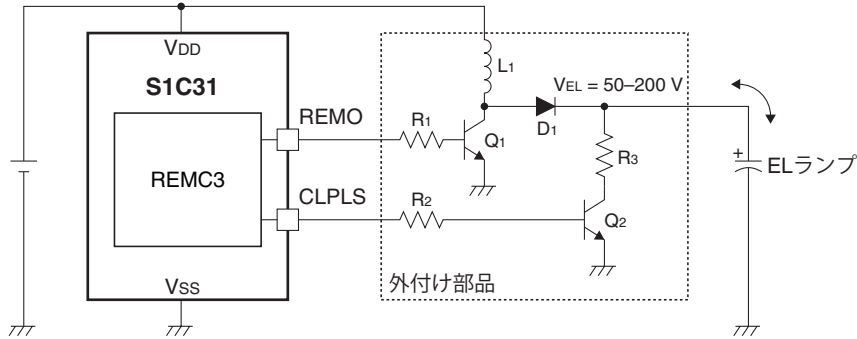 VDD
S1C31
REMC3
VSS
REMO
CLPLS
R1
R2
L1
Q1
D1
VEL = 50–200 V
R3
Q2
外付け部品
+
ELランプ